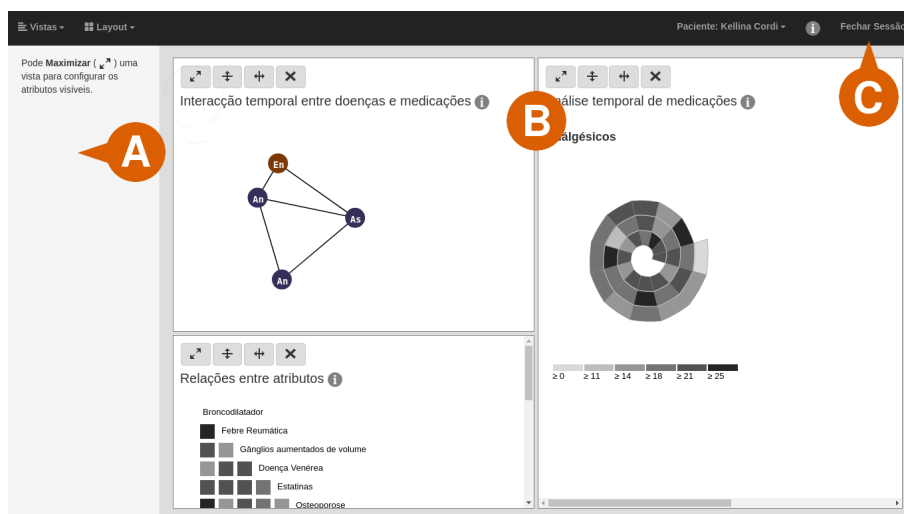 Vistas
Layout
Paciente: Kellina Cordi
Fechar Sessão
Pode Maximizar ( ) uma
vista para configurar os
atributos visíveis.
A
Interacção temporal entre doenças e medicações
En
An
As
An
Relações entre atributos
Broncodilatador
Febre Reumática
Gânglios aumentados de volume
Doença Venérea
Estatinas
Osteoporose
B
álise temporal de medicações
álgésicos
≥ 0 ≥ 11 ≥ 14 ≥ 18 ≥ 21 ≥ 25
C